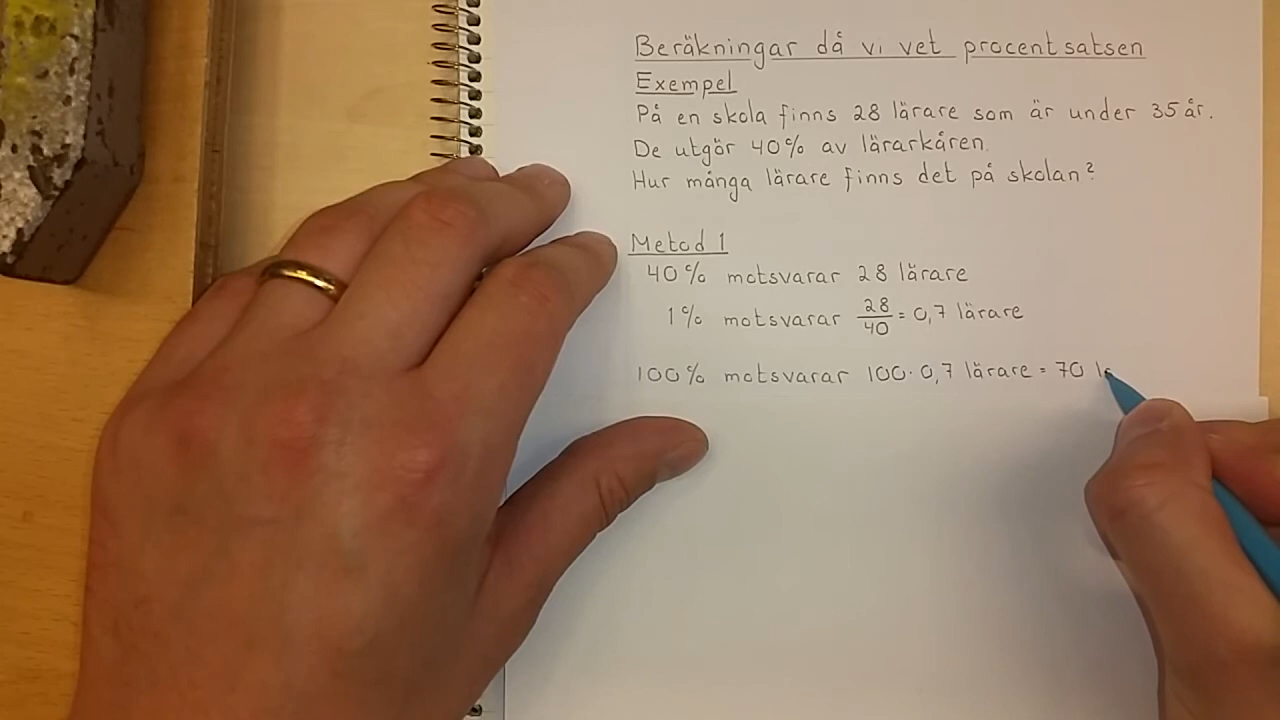 Beräkningar då vi vet procentsatsen
Exempel
På en skola finns 28 lärare som är under 35 år.
De utgör 40% av lärarkåren.
Hur många lärare finns det på skolan?
Metod 1
40% motsvarar 28 lärare
1% motsvarar 28/40 = 0,7 lärare
100% motsvarar 100·0,7 lärare = 70